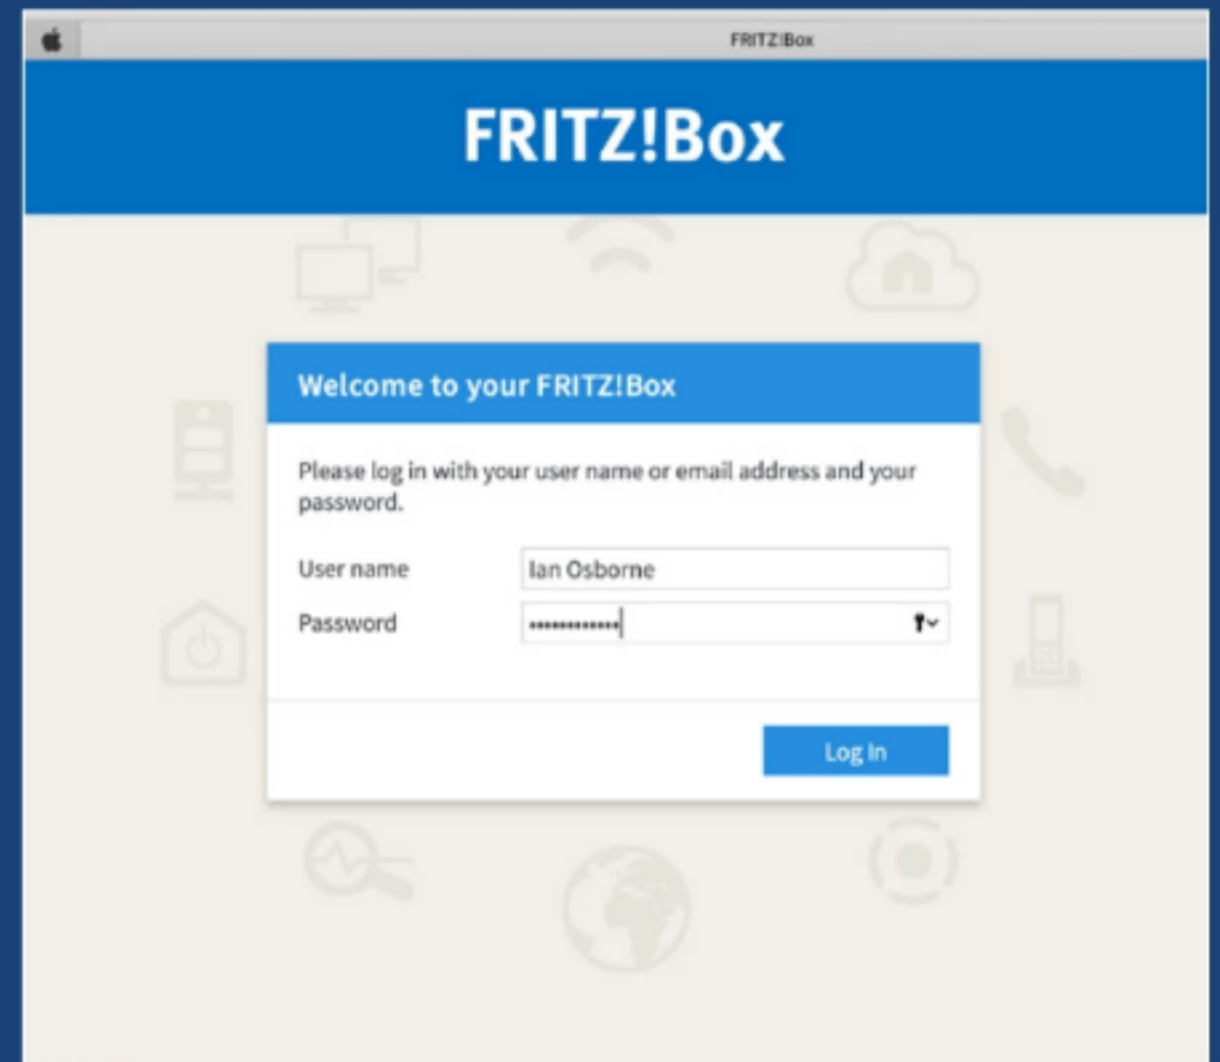 FRITZ!Box
FRITZ!Box
Welcome to your FRITZ!Box
Please log in with your user name or email address and your
password.
User name
Ian Osborne
Password
••••••••••••
Log In